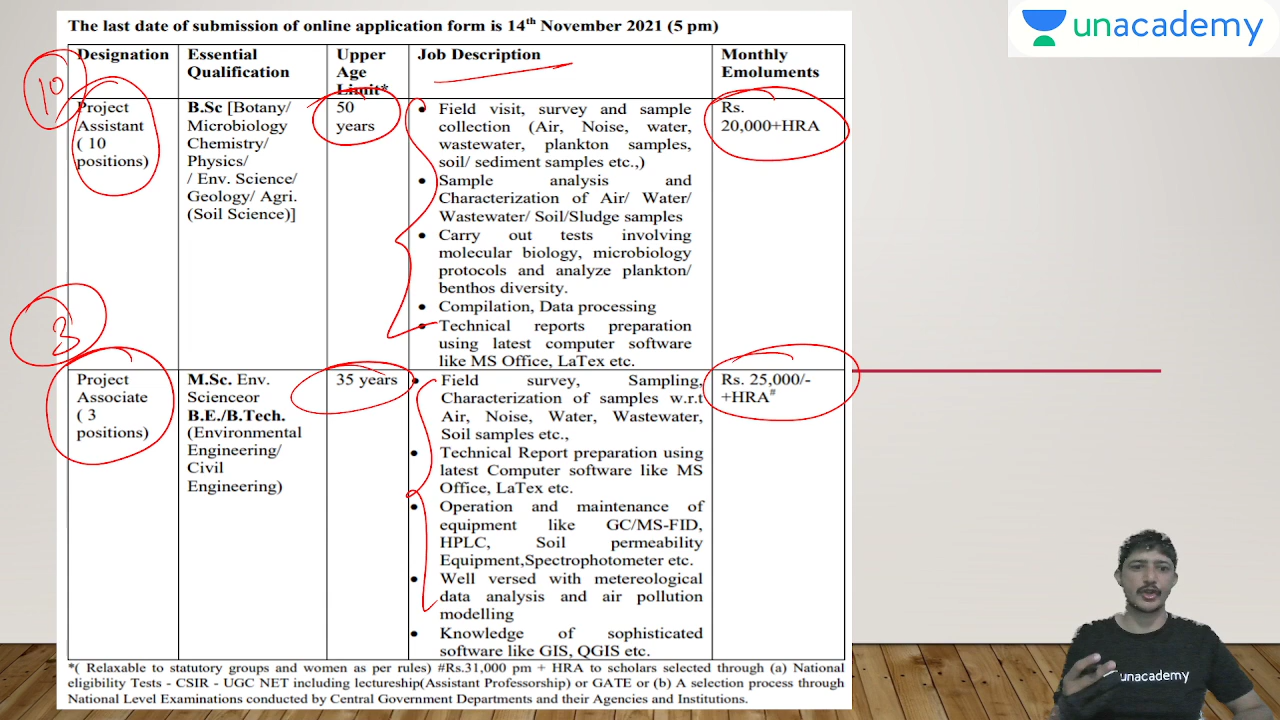 The last date of submission of online application form is 14th November 2021 (5 pm)
unacademy
Designation
Essential
Qualification
Upper
Age
Limit*
Job Description
Monthly
Emoluments
10
Project
Assistant
( 10
positions)
B.Sc [Botany/
Microbiology
Chemistry/
Physics/
/ Env. Science/
Geology/ Agri.
(Soil Science)]
50
years
• Field visit, survey and sample
collection (Air, Noise, water,
wastewater, plankton samples,
soil/ sediment samples etc.,)
• Sample analysis and
Characterization of Air/ Water/
Wastewater/ Soil/Sludge samples
• Carry out tests involving
molecular biology, microbiology
protocols and analyze plankton/
benthos diversity.
• Compilation, Data processing
• Technical reports preparation
using latest computer software
like MS Office, LaTex etc.
Rs.
20,000+HRA
3
Project
Associate
( 3
positions)
M.Sc. Env.
Scienceor
B.E./B.Tech.
(Environmental
Engineering/
Civil
Engineering)
35 years
• Field survey, Sampling,
Characterization of samples w.r.t
Air, Noise, Water, Wastewater,
Soil samples etc.,
• Technical Report preparation using
latest Computer software like MS
Office, LaTex etc.
• Operation and maintenance of
equipment like GC/MS-FID,
HPLC, Soil permeability
Equipment,Spectrophotometer etc.
• Well versed with metereological
data analysis and air pollution
modelling
• Knowledge of sophisticated
software like GIS, QGIS etc.
Rs. 25,000/-
+HRA#
*( Relaxable to statutory groups and women as per rules) #Rs.31,000 pm + HRA to scholars selected through (a) National
eligibility Tests - CSIR - UGC NET including lectureship(Assistant Professorship) or GATE or (b) A selection process through
National Level Examinations conducted by Central Government Departments and their Agencies and Institutions.
unacademy